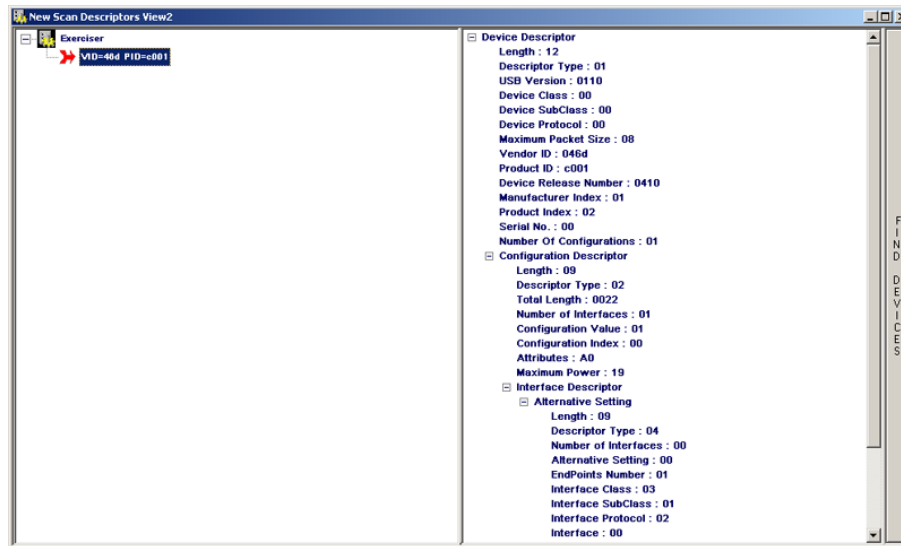 New Scan Descriptors View2
Exerciser
VID=46d PID=c001
Device Descriptor
Length : 12
Descriptor Type : 01
USB Version : 0110
Device Class : 00
Device SubClass : 00
Device Protocol : 00
Maximum Packet Size : 08
Vendor ID : 046d
Product ID : c001
Device Release Number : 0410
Manufacturer Index : 01
Product Index : 02
Serial No. : 00
Number Of Configurations : 01
Configuration Descriptor
Length : 09
Descriptor Type : 02
Total Length : 0022
Number of Interfaces : 01
Configuration Value : 01
Configuration Index : 00
Attributes : A0
Maximum Power : 19
Interface Descriptor
Alternative Setting
Length : 09
Descriptor Type : 04
Number of Interfaces : 00
Alternative Setting : 00
EndPoints Number : 01
Interface Class : 03
Interface SubClass : 01
Interface Protocol : 02
Interface : 00
FIND DEVICES